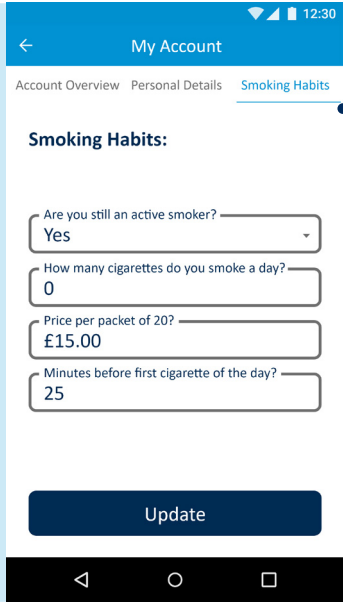 12:30
My Account
Account Overview Personal Details Smoking Habits
Smoking Habits:
Are you still an active smoker?
Yes
How many cigarettes do you smoke a day?
0
Price per packet of 20?
£15.00
Minutes before first cigarette of the day?
25
Update